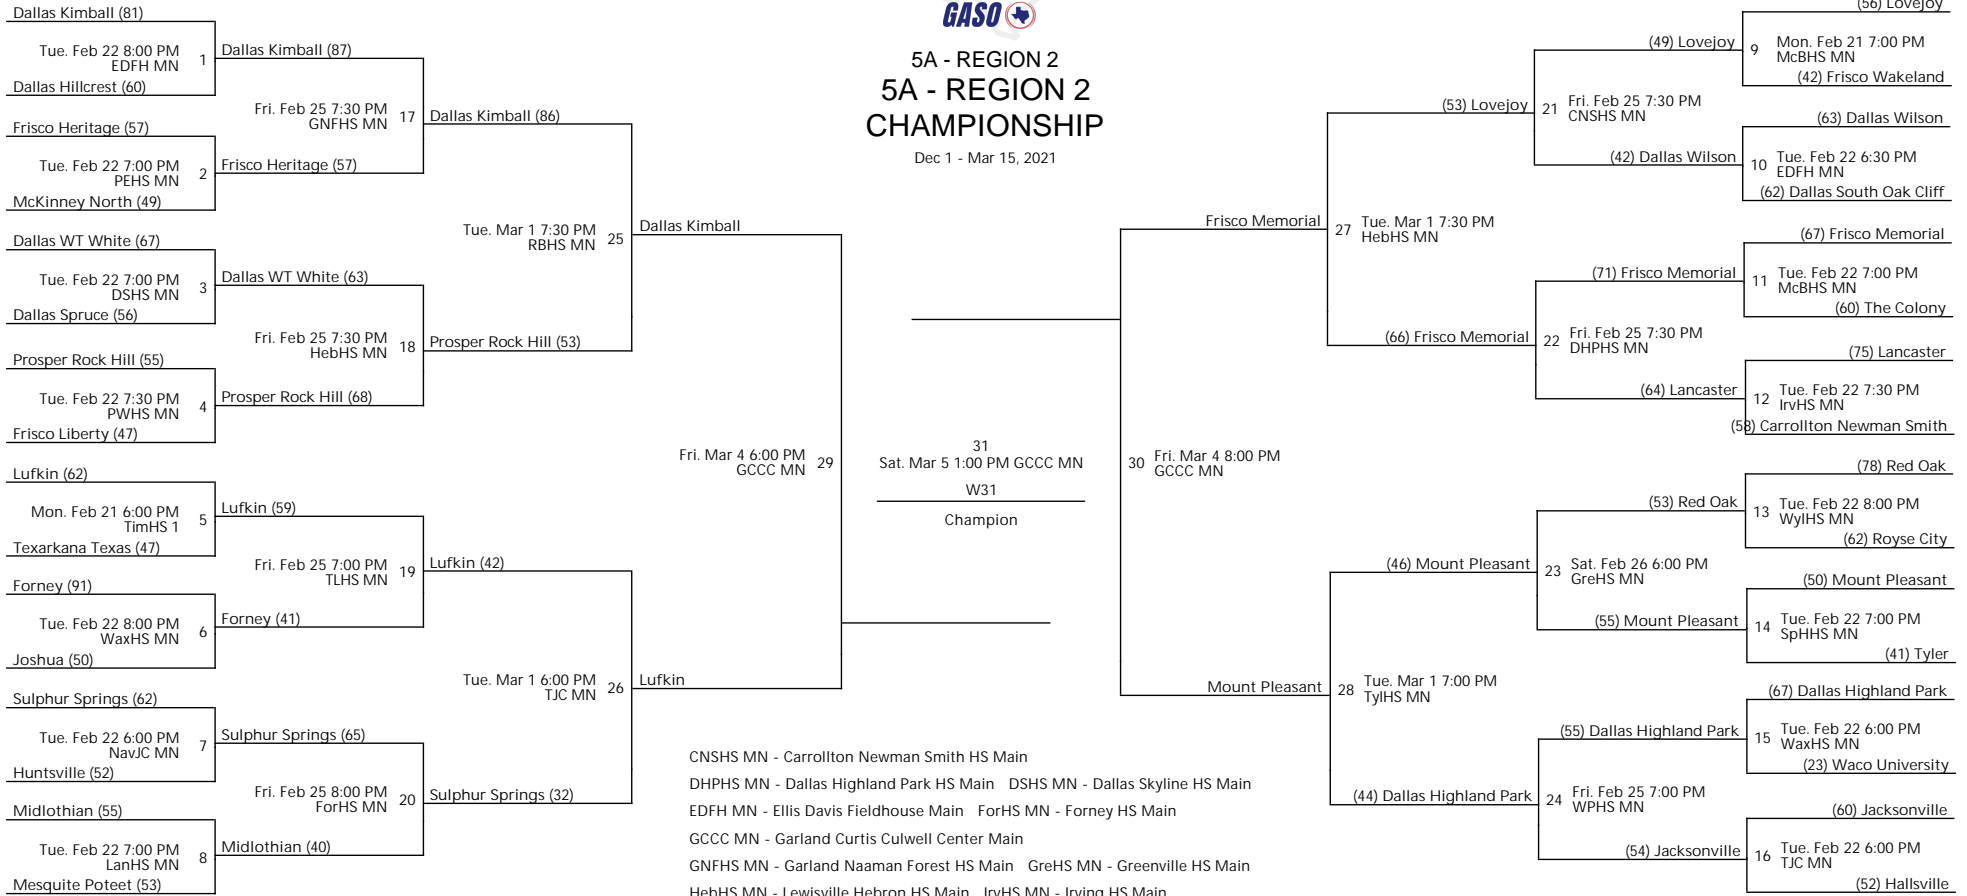 GASO
5A - REGION 2
5A - REGION 2
CHAMPIONSHIP
Dec 1 - Mar 15, 2021
Dallas Kimball (81)
Tue. Feb 22 8:00 PM
EDFH MN
1
Dallas Hillcrest (60)
Frisco Heritage (57)
Tue. Feb 22 7:00 PM
PEHS MN
2
McKinney North (49)
Dallas WT White (67)
Tue. Feb 22 7:00 PM
DSHS MN
3
Dallas Spruce (56)
Prosper Rock Hill (55)
Tue. Feb 22 7:30 PM
PWHS MN
4
Frisco Liberty (47)
Lufkin (62)
Mon. Feb 21 6:00 PM
TimHS 1
5
Texarkana Texas (47)
Forney (91)
Tue. Feb 22 8:00 PM
WaxHS MN
6
Joshua (50)
Sulphur Springs (62)
Tue. Feb 22 6:00 PM
NavJC MN
7
Huntsville (52)
Midlothian (55)
Tue. Feb 22 7:00 PM
LanHS MN
8
Mesquite Poteet (53)
Dallas Kimball (87)
Fri. Feb 25 7:30 PM
GNFHS MN
17
Frisco Heritage (57)
Dallas WT White (63)
Fri. Feb 25 7:30 PM
HebHS MN
18
Prosper Rock Hill (68)
Lufkin (59)
Fri. Feb 25 7:00 PM
TLHS MN
19
Forney (41)
Sulphur Springs (65)
Fri. Feb 25 8:00 PM
ForHS MN
20
Midlothian (40)
Dallas Kimball (86)
Tue. Mar 1 7:30 PM
RBHS MN
25
Prosper Rock Hill (53)
Lufkin (42)
Tue. Mar 1 6:00 PM
TJC MN
26
Sulphur Springs (32)
Dallas Kimball
Fri. Mar 4 6:00 PM
GCCC MN
29
Lufkin
31
Sat. Mar 5 1:00 PM GCCC MN
W31
Champion
Frisco Memorial
30
Fri. Mar 4 8:00 PM
GCCC MN
Mount Pleasant
(53) Lovejoy
27
Tue. Mar 1 7:30 PM
HebHS MN
(66) Frisco Memorial
(46) Mount Pleasant
28
Tue. Mar 1 7:00 PM
TylHS MN
(44) Dallas Highland Park
(49) Lovejoy
21
Fri. Feb 25 7:30 PM
CNSHS MN
(42) Dallas Wilson
(71) Frisco Memorial
22
Fri. Feb 25 7:30 PM
DHPHS MN
(64) Lancaster
(53) Red Oak
23
Sat. Feb 26 6:00 PM
GreHS MN
(55) Mount Pleasant
(55) Dallas Highland Park
24
Fri. Feb 25 7:00 PM
WPHS MN
(54) Jacksonville
(56) Lovejoy
9
Mon. Feb 21 7:00 PM
McBHS MN
(42) Frisco Wakeland
(63) Dallas Wilson
10
Tue. Feb 22 6:30 PM
EDFH MN
(62) Dallas South Oak Cliff
(67) Frisco Memorial
11
Tue. Feb 22 7:00 PM
McBHS MN
(60) The Colony
(75) Lancaster
12
Tue. Feb 22 7:30 PM
IrvHS MN
(58) Carrollton Newman Smith
(78) Red Oak
13
Tue. Feb 22 8:00 PM
WylHS MN
(62) Royse City
(50) Mount Pleasant
14
Tue. Feb 22 7:00 PM
SpHHS MN
(41) Tyler
(67) Dallas Highland Park
15
Tue. Feb 22 6:00 PM
WaxHS MN
(23) Waco University
(60) Jacksonville
16
Tue. Feb 22 6:00 PM
TJC MN
(52) Hallsville
CNSHS MN - Carrollton Newman Smith HS Main
DHPHS MN - Dallas Highland Park HS Main DSHS MN - Dallas Skyline HS Main
EDFH MN - Ellis Davis Fieldhouse Main ForHS MN - Forney HS Main
GCCC MN - Garland Curtis Culwell Center Main
GNFHS MN - Garland Naaman Forest HS Main GreHS MN - Greenville HS Main
HebHS MN - Lewisville Hebron HS Main IrvHS MN - Irving HS Main